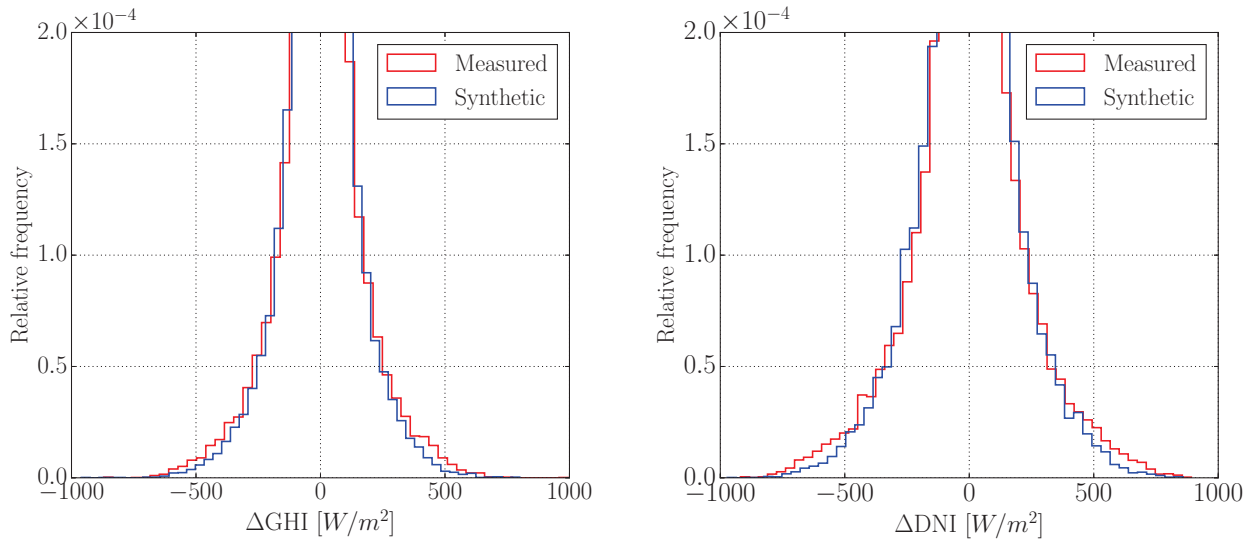 2.0 ×10⁻⁴
Measured
Synthetic
1.5
1.0
0.5
0.0
Relative frequency
−1000 −500 0 500 1000
ΔGHI [W/m²]
2.0 ×10⁻⁴
Measured
Synthetic
1.5
1.0
0.5
0.0
Relative frequency
−1000 −500 0 500 1000
ΔDNI [W/m²]